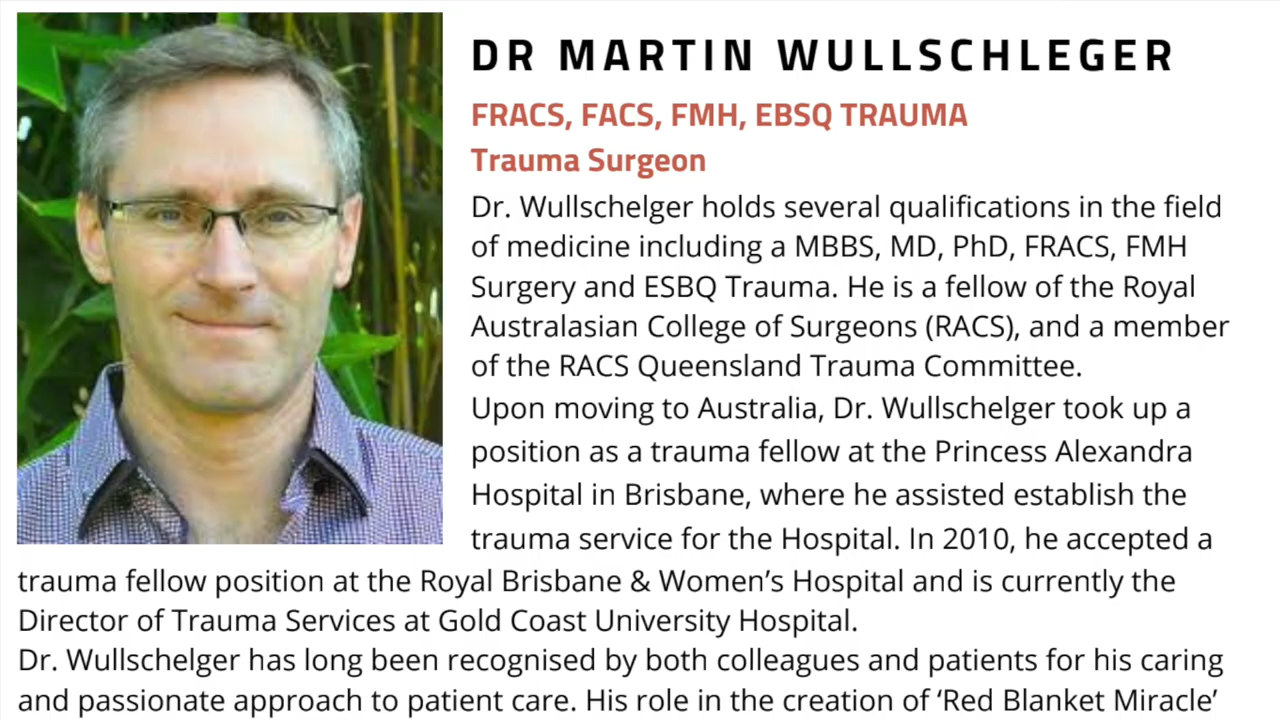 DR MARTIN WULLSCHLEGER
FRACS, FACS, FMH, EBSQ TRAUMA
Trauma Surgeon
Dr. Wullschelger holds several qualifications in the field
of medicine including a MBBS, MD, PhD, FRACS, FMH
Surgery and ESBQ Trauma. He is a fellow of the Royal
Australasian College of Surgeons (RACS), and a member
of the RACS Queensland Trauma Committee.
Upon moving to Australia, Dr. Wullschelger took up a
position as a trauma fellow at the Princess Alexandra
Hospital in Brisbane, where he assisted establish the
trauma service for the Hospital. In 2010, he accepted a
trauma fellow position at the Royal Brisbane & Women’s Hospital and is currently the
Director of Trauma Services at Gold Coast University Hospital.
Dr. Wullschelger has long been recognised by both colleagues and patients for his caring
and passionate approach to patient care. His role in the creation of ‘Red Blanket Miracle’